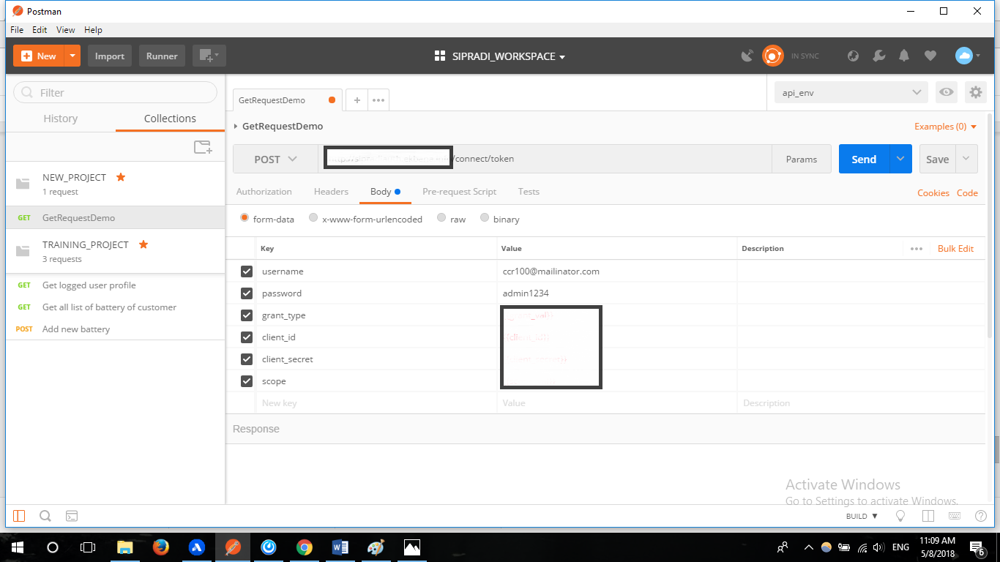 Postman
File Edit View Help
New Import Runner SIPRADI_WORKSPACE IN SYNC
Filter
History Collections
NEW_PROJECT
1 request
GET GetRequestDemo
TRAINING_PROJECT
3 requests
GET Get logged user profile
GET Get all list of battery of customer
POST Add new battery
GetRequestDemo + api_env
GetRequestDemo Examples (0)
POST /connect/token Params Send Save
Authorization Headers Body Pre-request Script Tests Cookies Code
form-data x-www-form-urlencoded raw binary
Key Value Description Bulk Edit
username ccr100@mailinator.com
password admin1234
grant_type
client_id
client_secret
scope
New key Value Description
Response
Activate Windows
Go to Settings to activate Windows.
BUILD
ENG 11:09 AM
5/8/2018 6